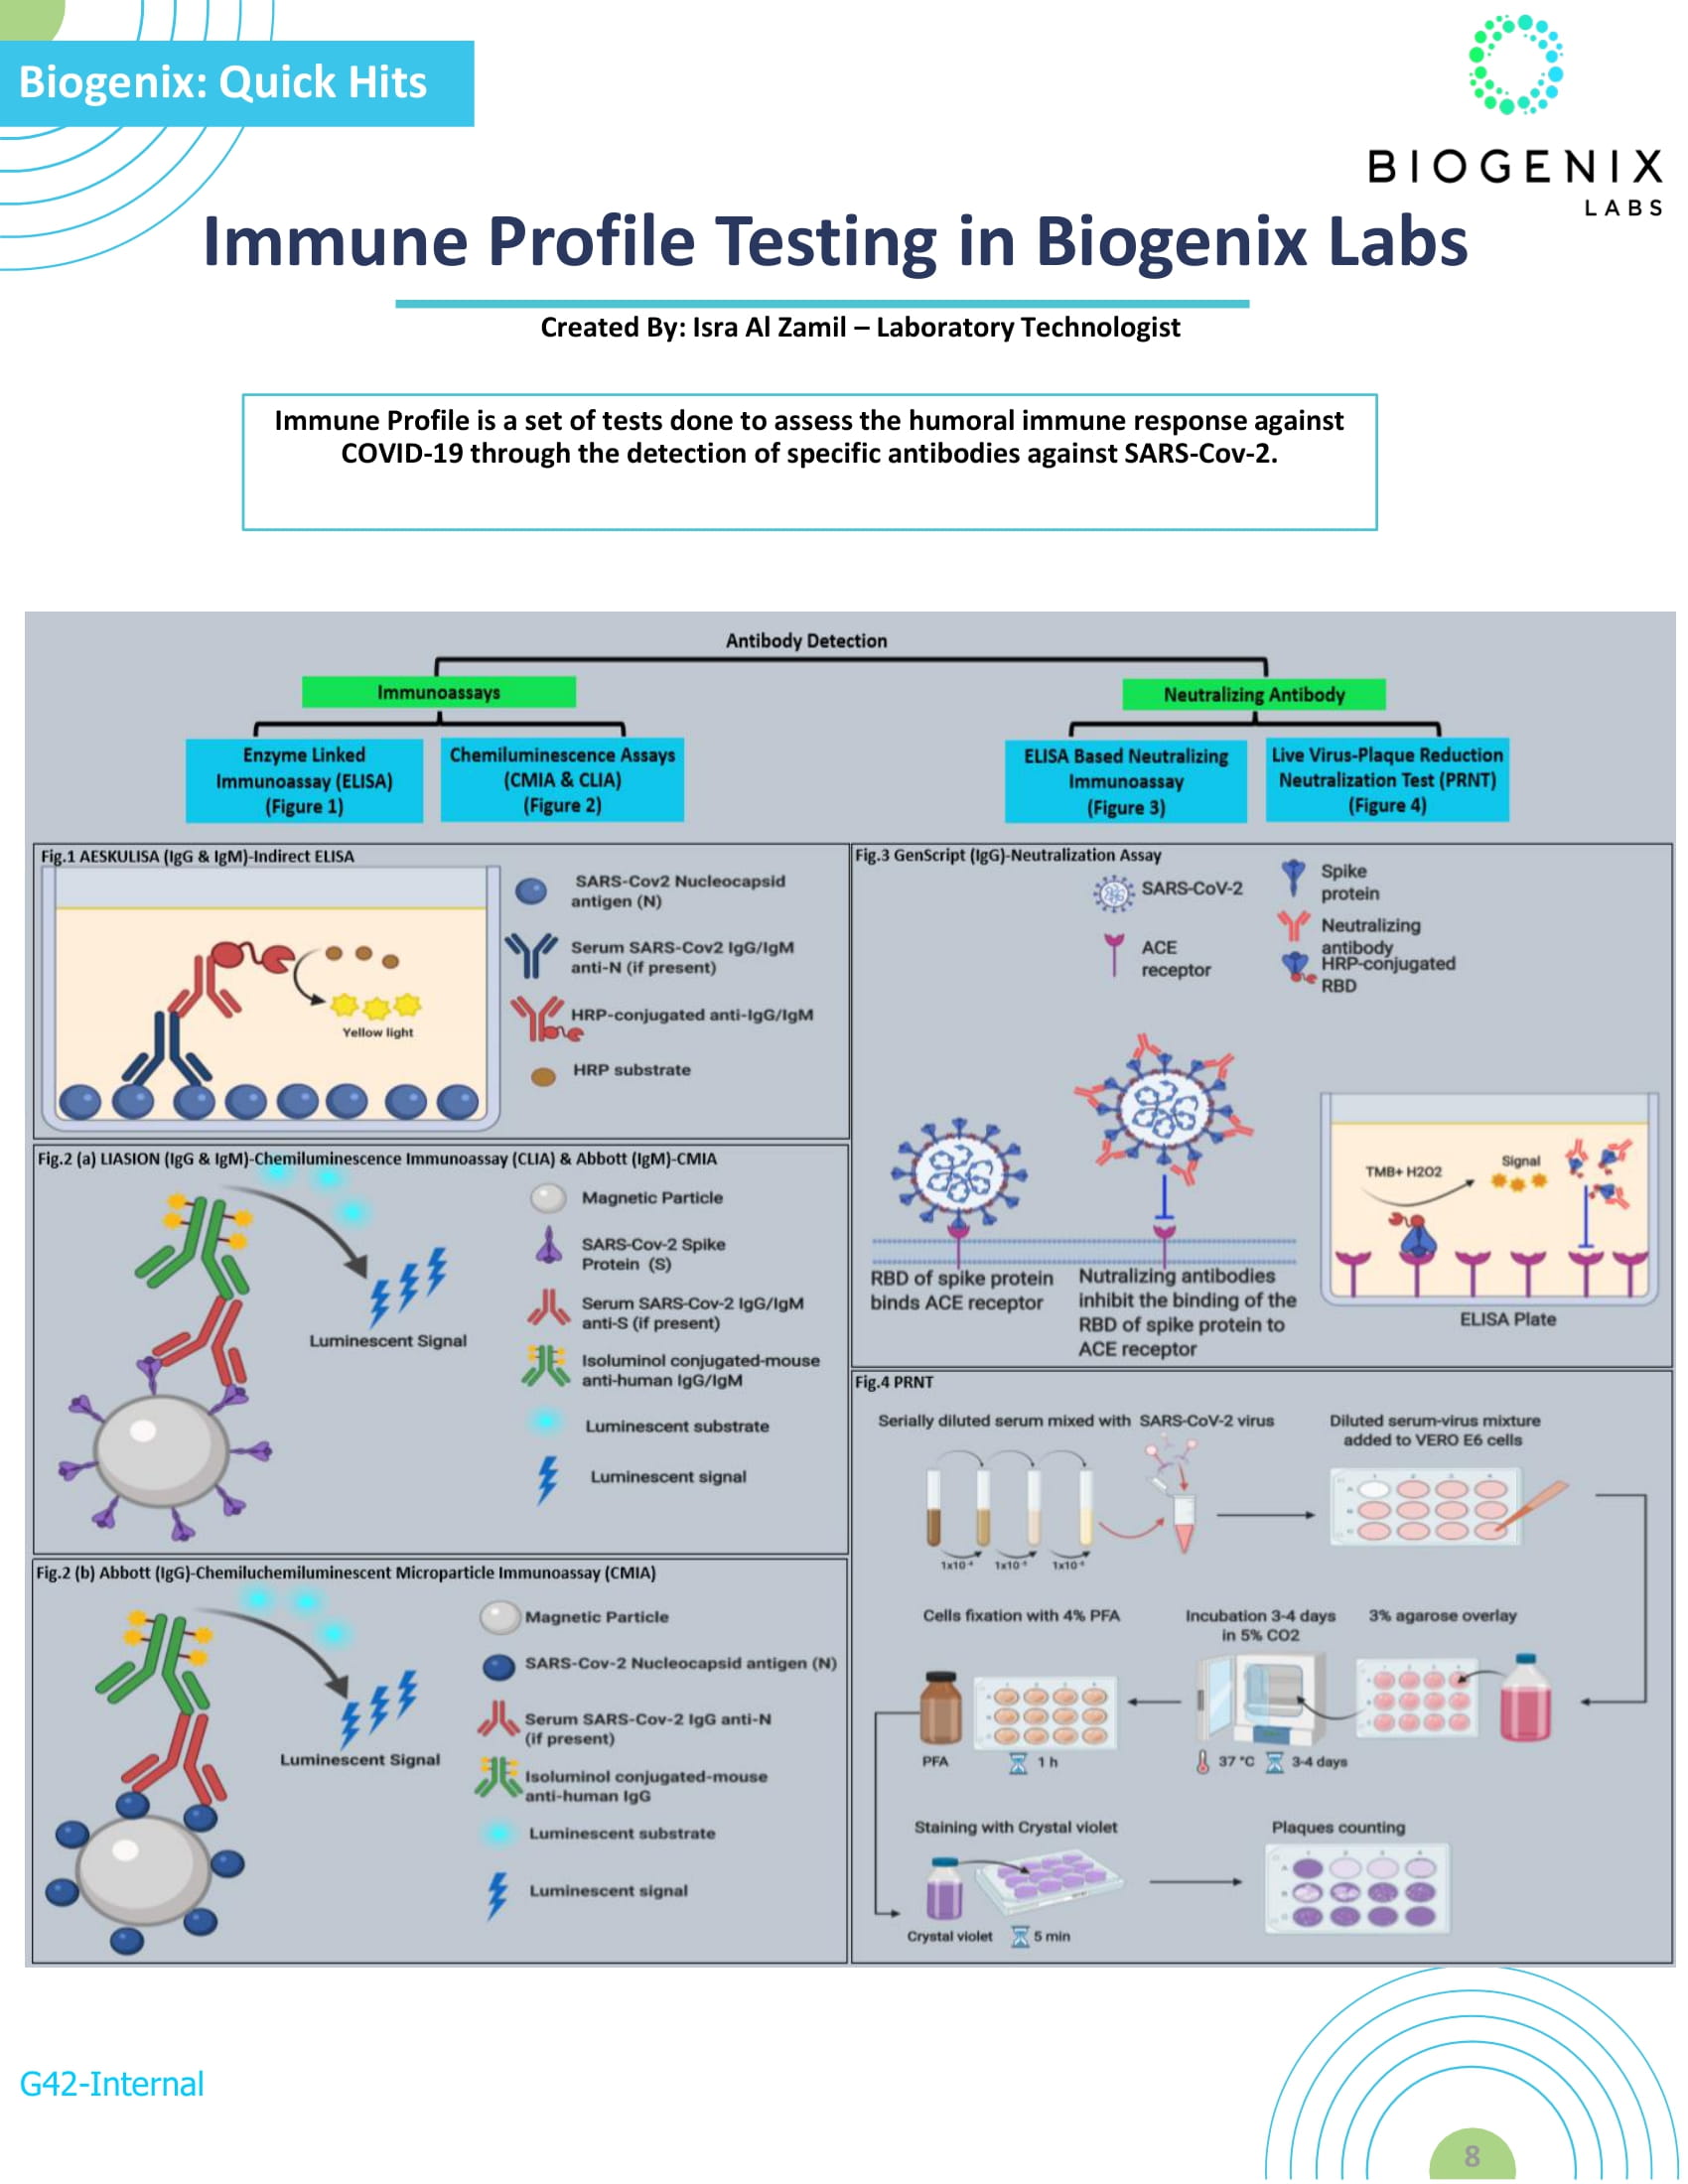 Biogenix: Quick Hits
BIOGENIX
LABS
Immune Profile Testing in Biogenix Labs
Created By: Isra Al Zamil – Laboratory Technologist
Immune Profile is a set of tests done to assess the humoral immune response against
COVID-19 through the detection of specific antibodies against SARS-Cov-2.
Antibody Detection
Immunoassays
Neutralizing Antibody
Enzyme Linked
Immunoassay (ELISA)
(Figure 1)
Chemiluminescence Assays
(CMIA & CLIA)
(Figure 2)
ELISA Based Neutralizing
Immunoassay
(Figure 3)
Live Virus-Plaque Reduction
Neutralization Test (PRNT)
(Figure 4)
Fig.1 AESKULISA (IgG & IgM)-Indirect ELISA
SARS-Cov2 Nucleocapsid
antigen (N)
Serum SARS-Cov2 IgG/IgM
anti-N (if present)
HRP-conjugated anti-IgG/IgM
HRP substrate
Yellow light
Fig.2 (a) LIASION (IgG & IgM)-Chemiluminescence Immunoassay (CLIA) & Abbott (IgM)-CMIA
Magnetic Particle
SARS-Cov-2 Spike
Protein (S)
Serum SARS-Cov-2 IgG/IgM
anti-S (if present)
Isoluminol conjugated-mouse
anti-human IgG/IgM
Luminescent substrate
Luminescent signal
Luminescent Signal
Fig.2 (b) Abbott (IgG)-Chemiluchemiluminescent Microparticle Immunoassay (CMIA)
Magnetic Particle
SARS-Cov-2 Nucleocapsid antigen (N)
Serum SARS-Cov-2 IgG anti-N
(if present)
Isoluminol conjugated-mouse
anti-human IgG
Luminescent substrate
Luminescent signal
Luminescent Signal
Fig.3 GenScript (IgG)-Neutralization Assay
SARS-CoV-2
ACE
receptor
Spike
protein
Neutralizing
antibody
HRP-conjugated
RBD
RBD of spike protein
binds ACE receptor
Nutralizing antibodies
inhibit the binding of the
RBD of spike protein to
ACE receptor
TMB+ H2O2
Signal
ELISA Plate
Fig.4 PRNT
Serially diluted serum mixed with SARS-CoV-2 virus
1x10⁻⁴ 1x10⁻⁴ 1x10⁻⁴
Diluted serum-virus mixture
added to VERO E6 cells
Cells fixation with 4% PFA
Incubation 3-4 days
in 5% CO2
3% agarose overlay
PFA
1 h
37 °C
3-4 days
Staining with Crystal violet
Plaques counting
Crystal violet
5 min
G42-Internal
8